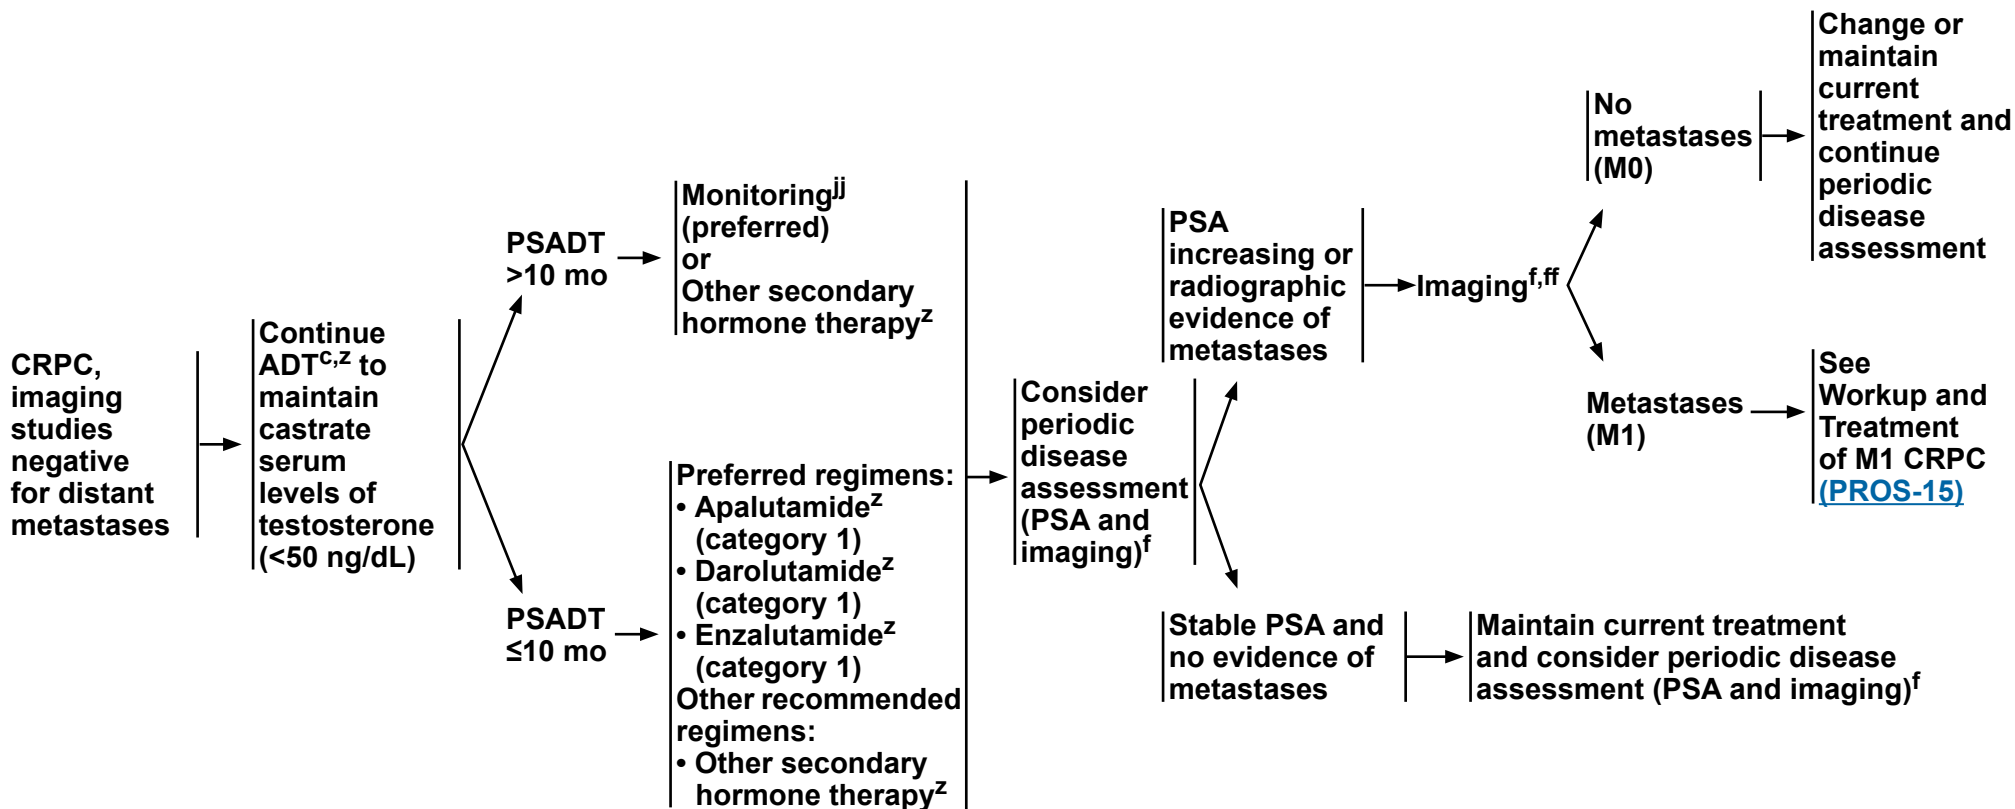 CRPC,
imaging
studies
negative
for distant
metastases
Continue
ADTc,z to
maintain
castrate
serum
levels of
testosterone
(<50 ng/dL)
PSADT
>10 mo
Monitoringjj
(preferred)
or
Other secondary
hormone therapyz
PSADT
≤10 mo
Preferred regimens:
• Apalutamidez
(category 1)
• Darolutamidez
(category 1)
• Enzalutamidez
(category 1)
Other recommended
regimens:
• Other secondary
hormone therapyz
Consider
periodic
disease
assessment
(PSA and
imaging)f
PSA
increasing or
radiographic
evidence of
metastases
Imagingf,ff
No
metastases
(M0)
Change or
maintain
current
treatment and
continue
periodic
disease
assessment
Metastases
(M1)
See
Workup and
Treatment
of M1 CRPC
(PROS-15)
Stable PSA and
no evidence of
metastases
Maintain current treatment
and consider periodic disease
assessment (PSA and imaging)f